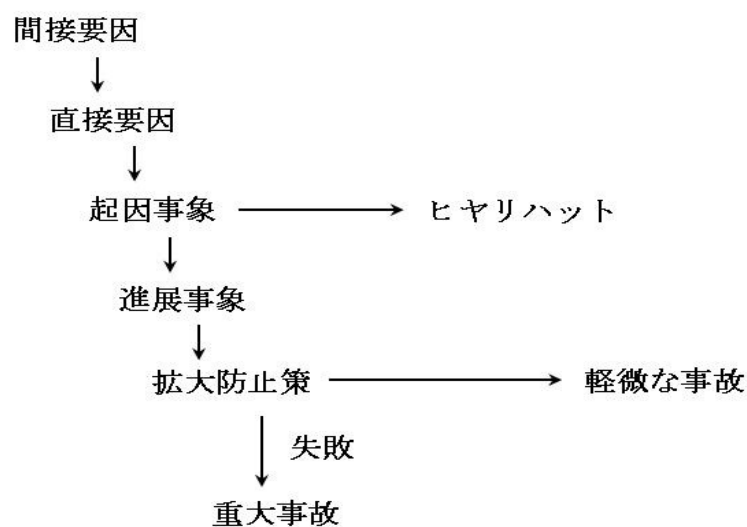 間接要因
直接要因
起因事象
ヒヤリハット
進展事象
拡大防止策
軽微な事故
失敗
重大事故